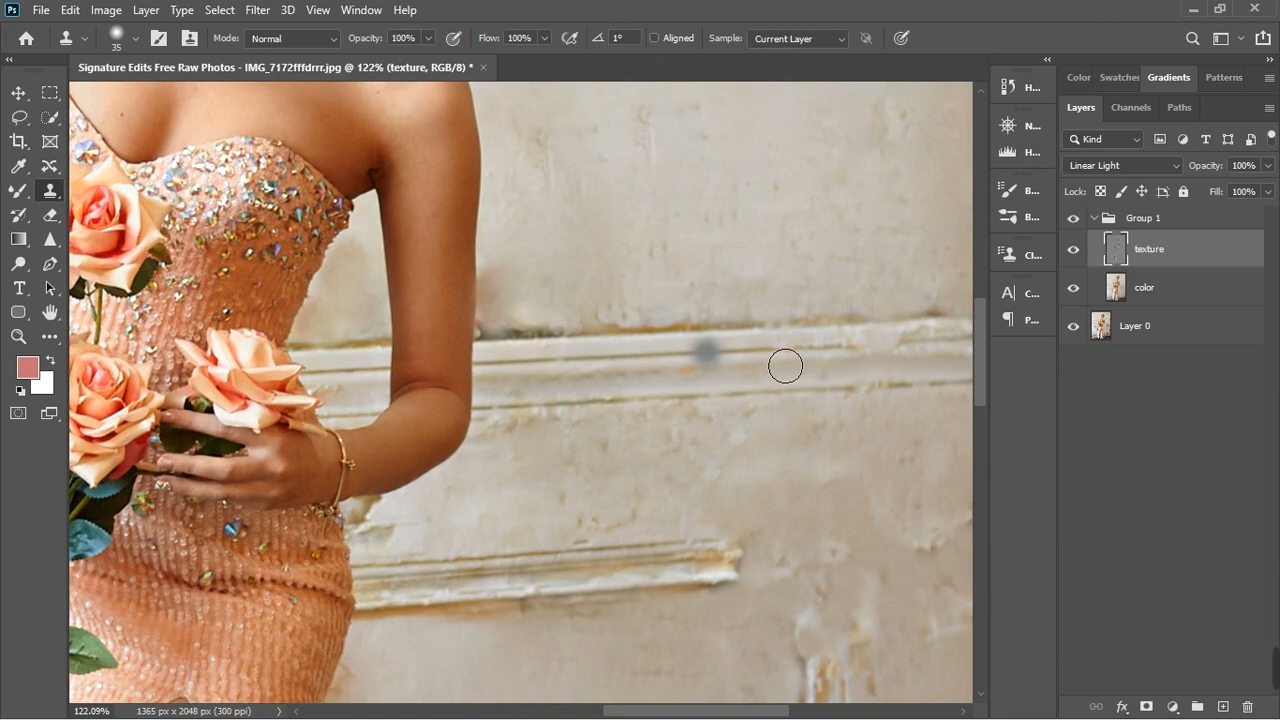 Ps File Edit Image Layer Type Select Filter 3D View Window Help
35 Mode: Normal Opacity: 100% Flow: 100% 1° Aligned Sample: Current Layer
Signature Edits Free Raw Photos - IMG_7172fffdrrr.jpg @ 122% (texture, RGB/8) * ×
Color Swatches Gradients Patterns
H...
Layers Channels Paths
N...
Kind
H...
Linear Light Opacity: 100%
B...
Lock: Fill: 100%
B...
Group 1
texture
Cl...
color
C...
P...
Layer 0
122.09% 1365 px x 2048 px (300 ppi)